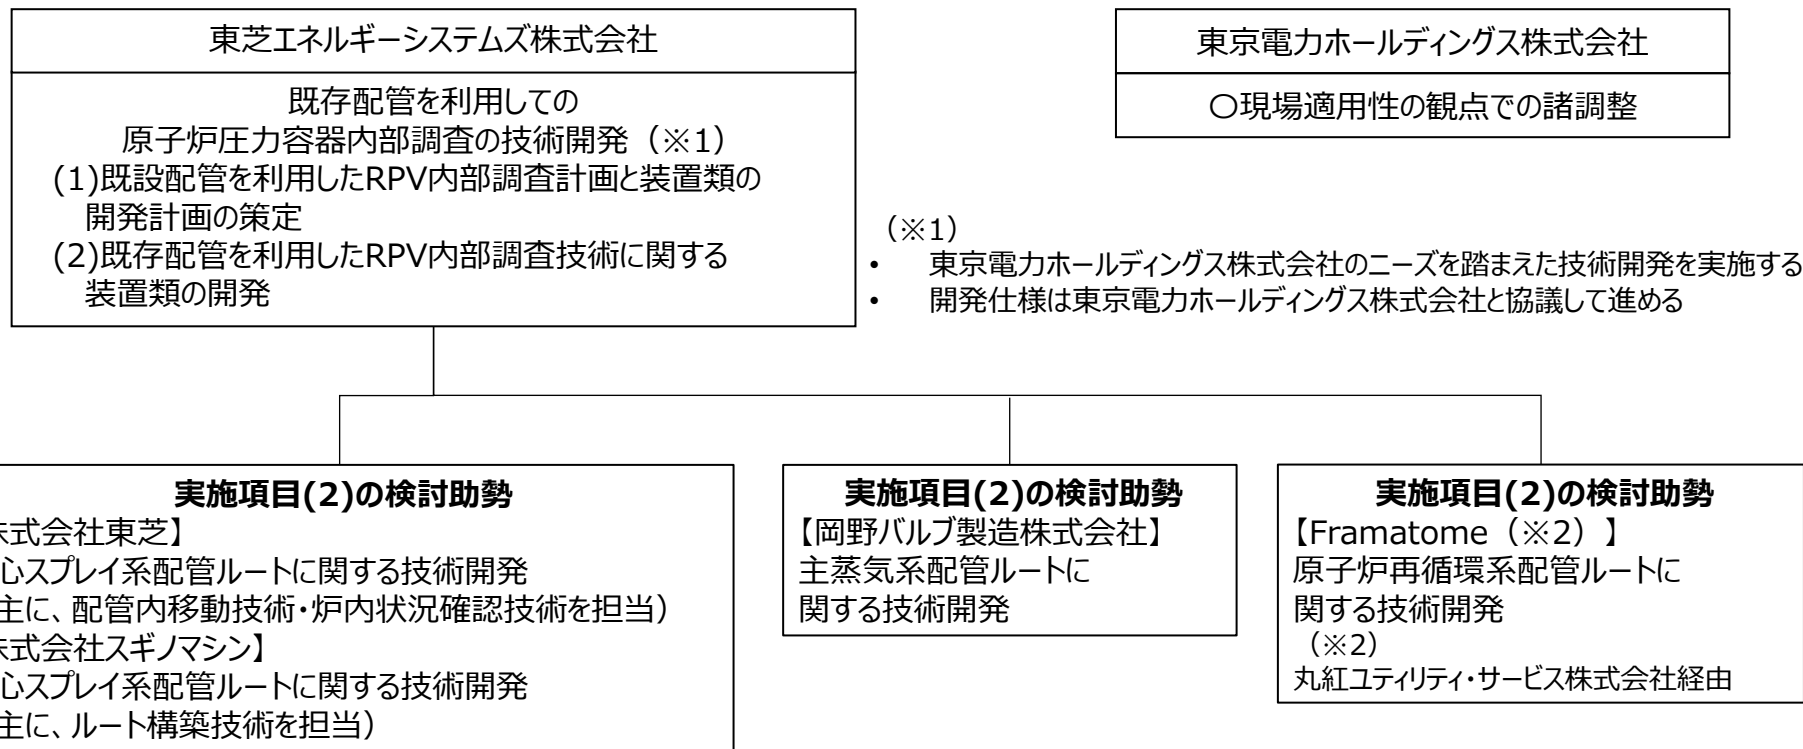 東芝エネルギーシステムズ株式会社
既存配管を利用しての
原子炉圧力容器内部調査の技術開発（※1）
(1)既設配管を利用したRPV内部調査計画と装置類の
開発計画の策定
(2)既存配管を利用したRPV内部調査技術に関する
装置類の開発
東京電力ホールディングス株式会社
〇現場適用性の観点での諸調整
（※1）
• 東京電力ホールディングス株式会社のニーズを踏まえた技術開発を実施する
• 開発仕様は東京電力ホールディングス株式会社と協議して進める
実施項目(2)の検討助勢
株式会社東芝】
心スプレイ系配管ルートに関する技術開発
主に、配管内移動技術・炉内状況確認技術を担当）
株式会社スギノマシン】
心スプレイ系配管ルートに関する技術開発
主に、ルート構築技術を担当）
実施項目(2)の検討助勢
【岡野バルブ製造株式会社】
主蒸気系配管ルートに
関する技術開発
実施項目(2)の検討助勢
【Framatome（※2）】
原子炉再循環系配管ルートに
関する技術開発
（※2）
丸紅ユティリティ・サービス株式会社経由